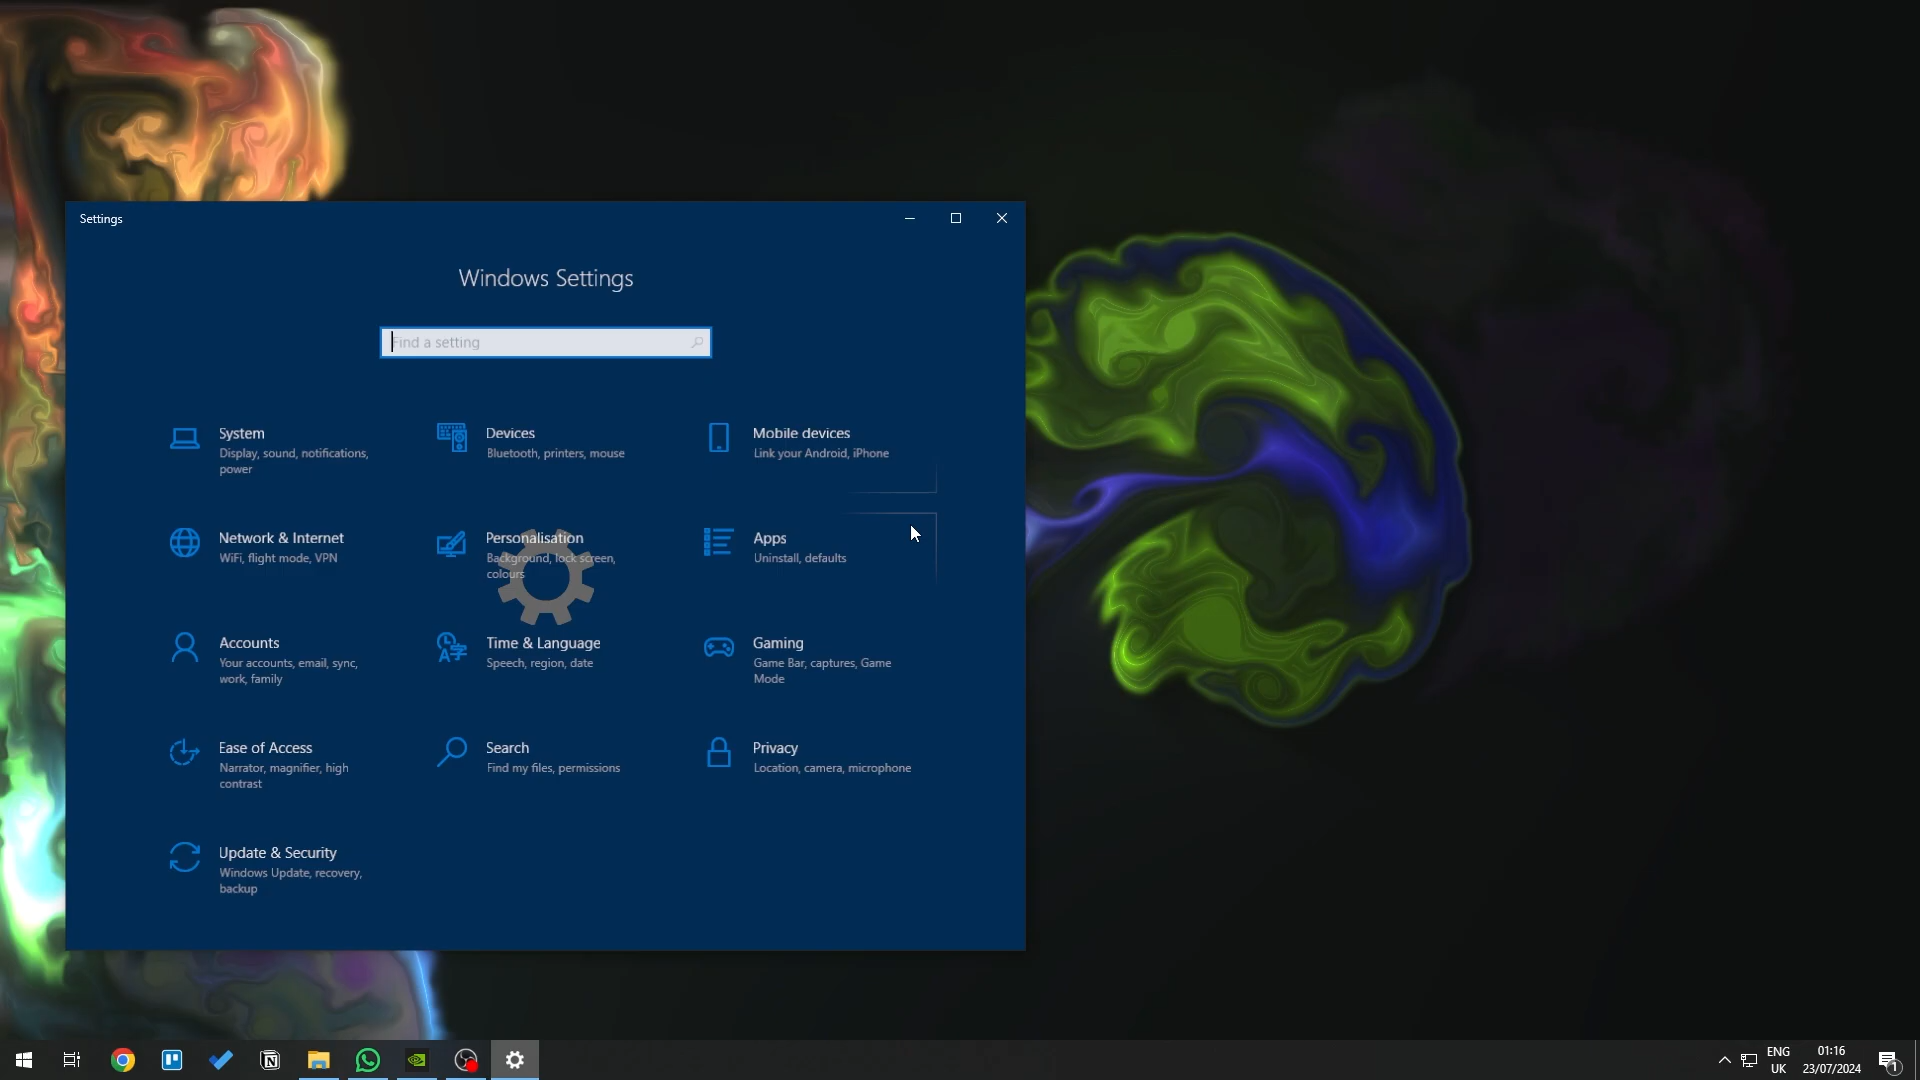 Settings
Windows Settings
Find a setting
System
Display, sound, notifications,
power
Devices
Bluetooth, printers, mouse
Mobile devices
Link your Android, iPhone
Network & Internet
WiFi, flight mode, VPN
Personalisation
Background, lock screen,
colours
Apps
Uninstall, defaults
Accounts
Your accounts, email, sync,
work, family
Time & Language
Speech, region, date
Gaming
Game Bar, captures, Game
Mode
Ease of Access
Narrator, magnifier, high
contrast
Search
Find my files, permissions
Privacy
Location, camera, microphone
Update & Security
Windows Update, recovery,
backup
ENG
UK
01:16
23/07/2024
1